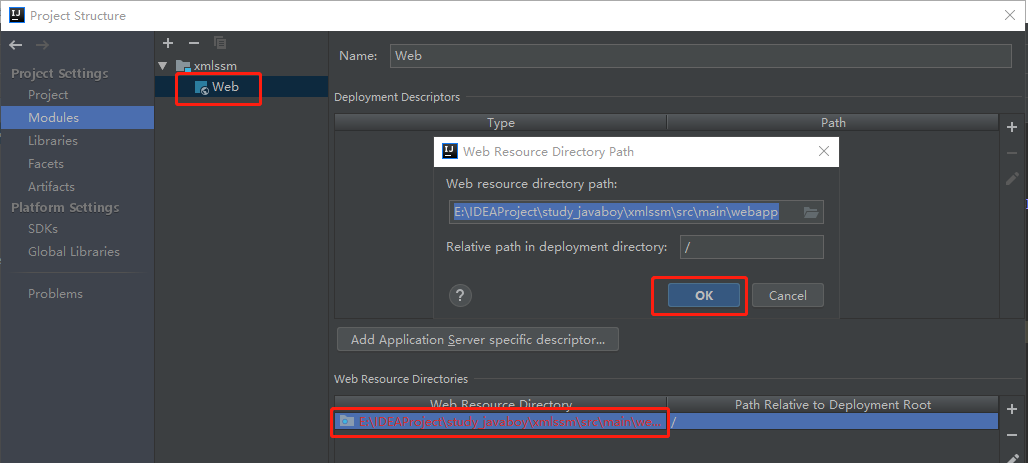 Project Structure
Project Settings
Project
Modules
Libraries
Facets
Artifacts
Platform Settings
SDKs
Global Libraries
Problems
xmlssm
Web
Name: Web
Deployment Descriptors
Type Path
Web Resource Directory Path
Web resource directory path:
E:\IDEAProject\study_javaboy\xmlssm\src\main\webapp
Relative path in deployment directory: /
? OK Cancel
Add Application Server specific descriptor...
Web Resource Directories
Web Resource Directory Path Relative to Deployment Root
E:\IDEAProject\study_javaboy\xmlssm\src\main\we... /